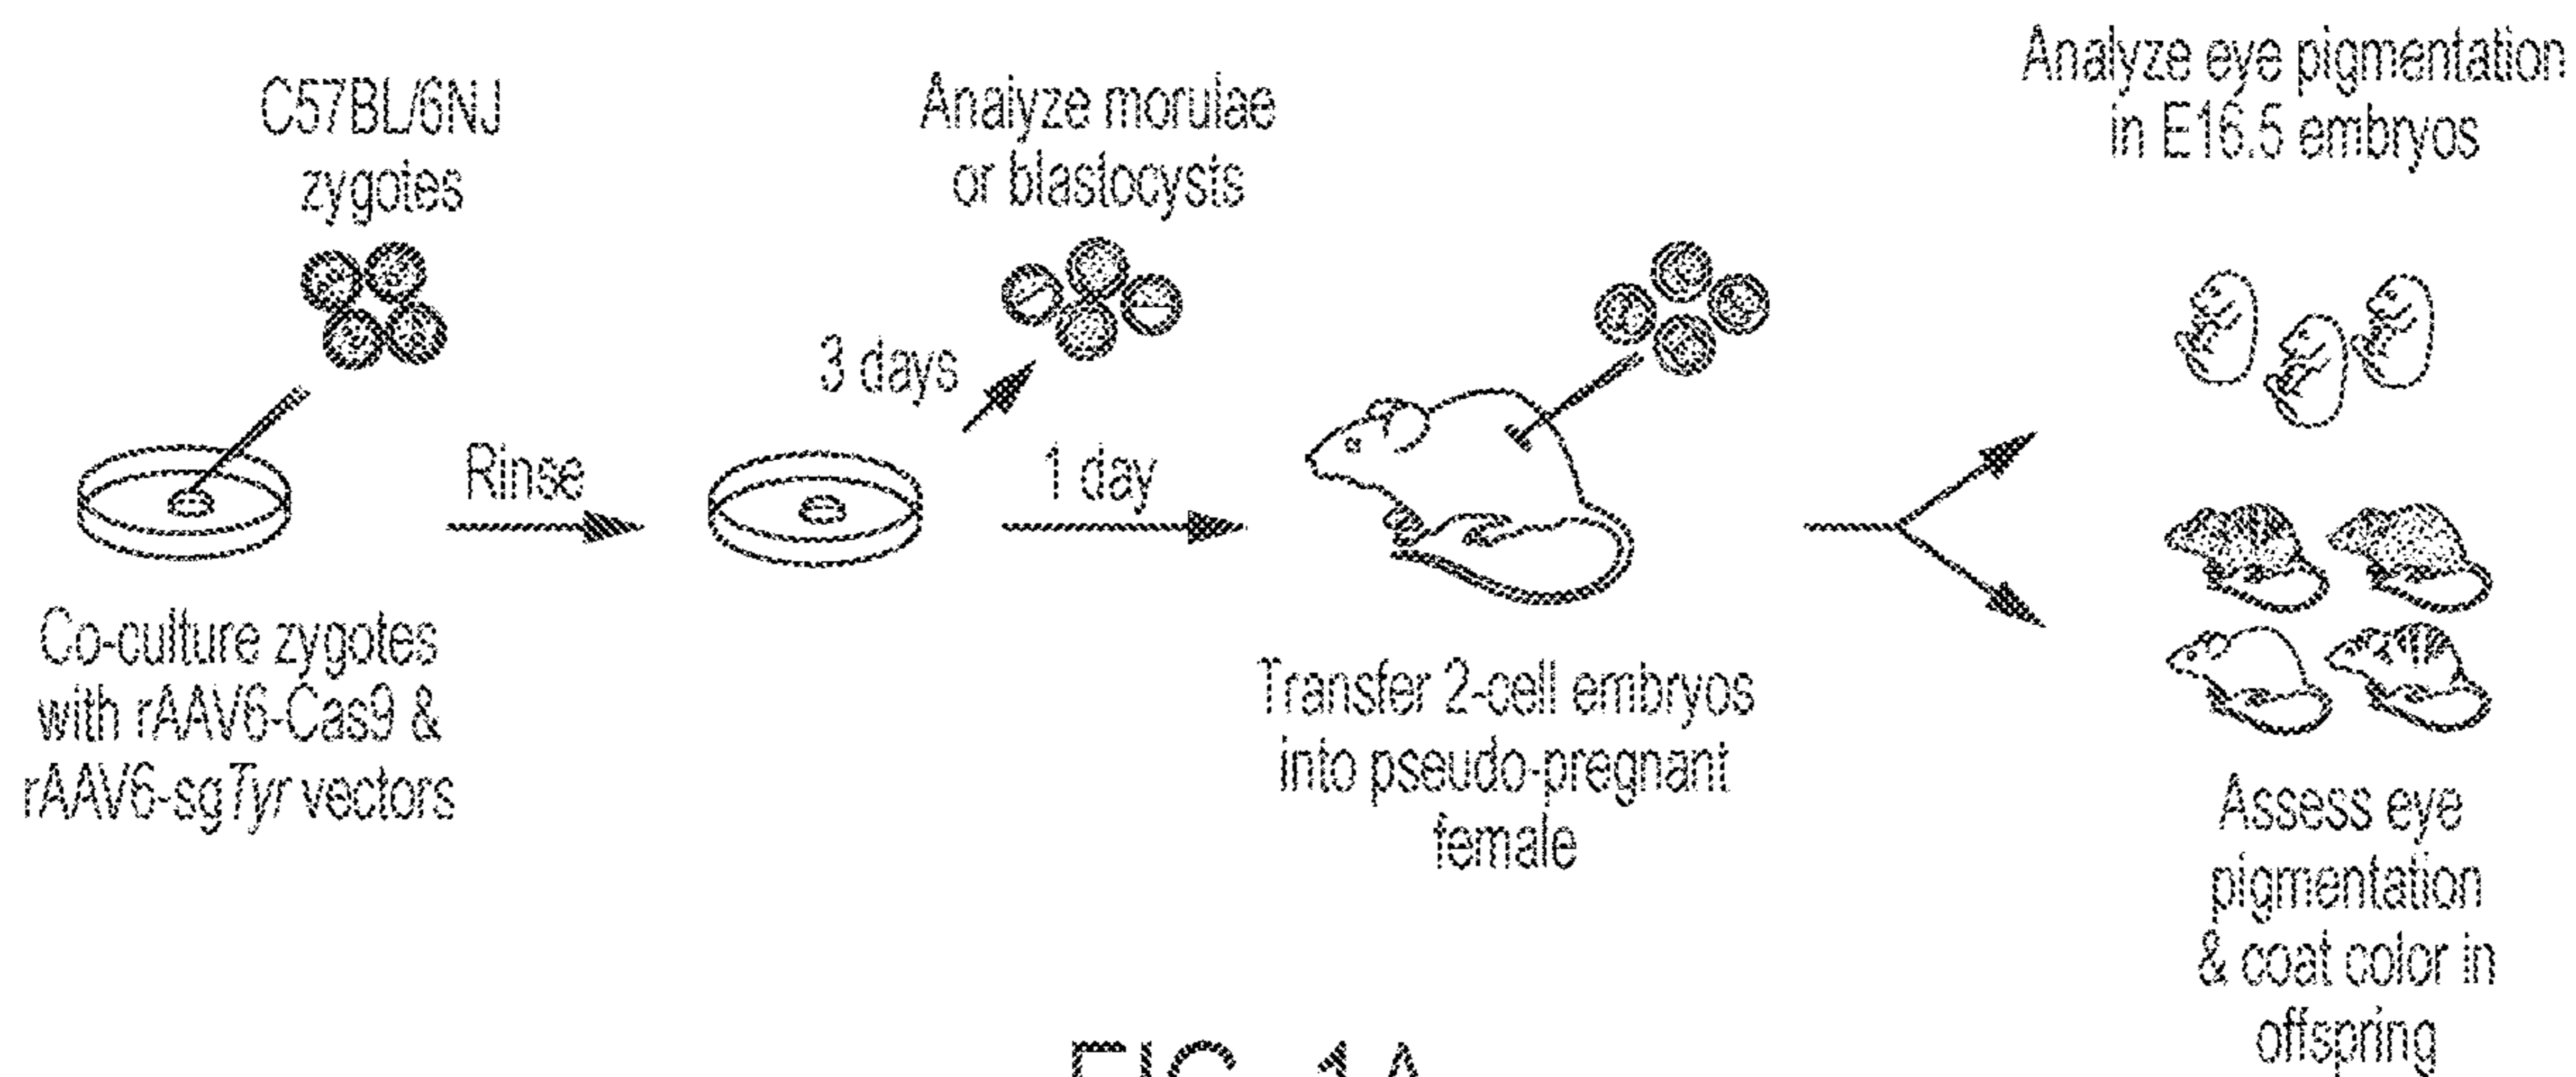 C57BL/6NJ
zygotes
Co-culture zygotes
with rAAV6-Cas9 &
rAAV6-sgTyr vectors
Rinse
3 days
Analyze morulae
or blastocysts
1 day
Transfer 2-cell embryos
into pseudo-pregnant
female
Analyze eye pigmentation
in E16.5 embryos
Assess eye
pigmentation
& coat color in
offspring
FIG. 1A